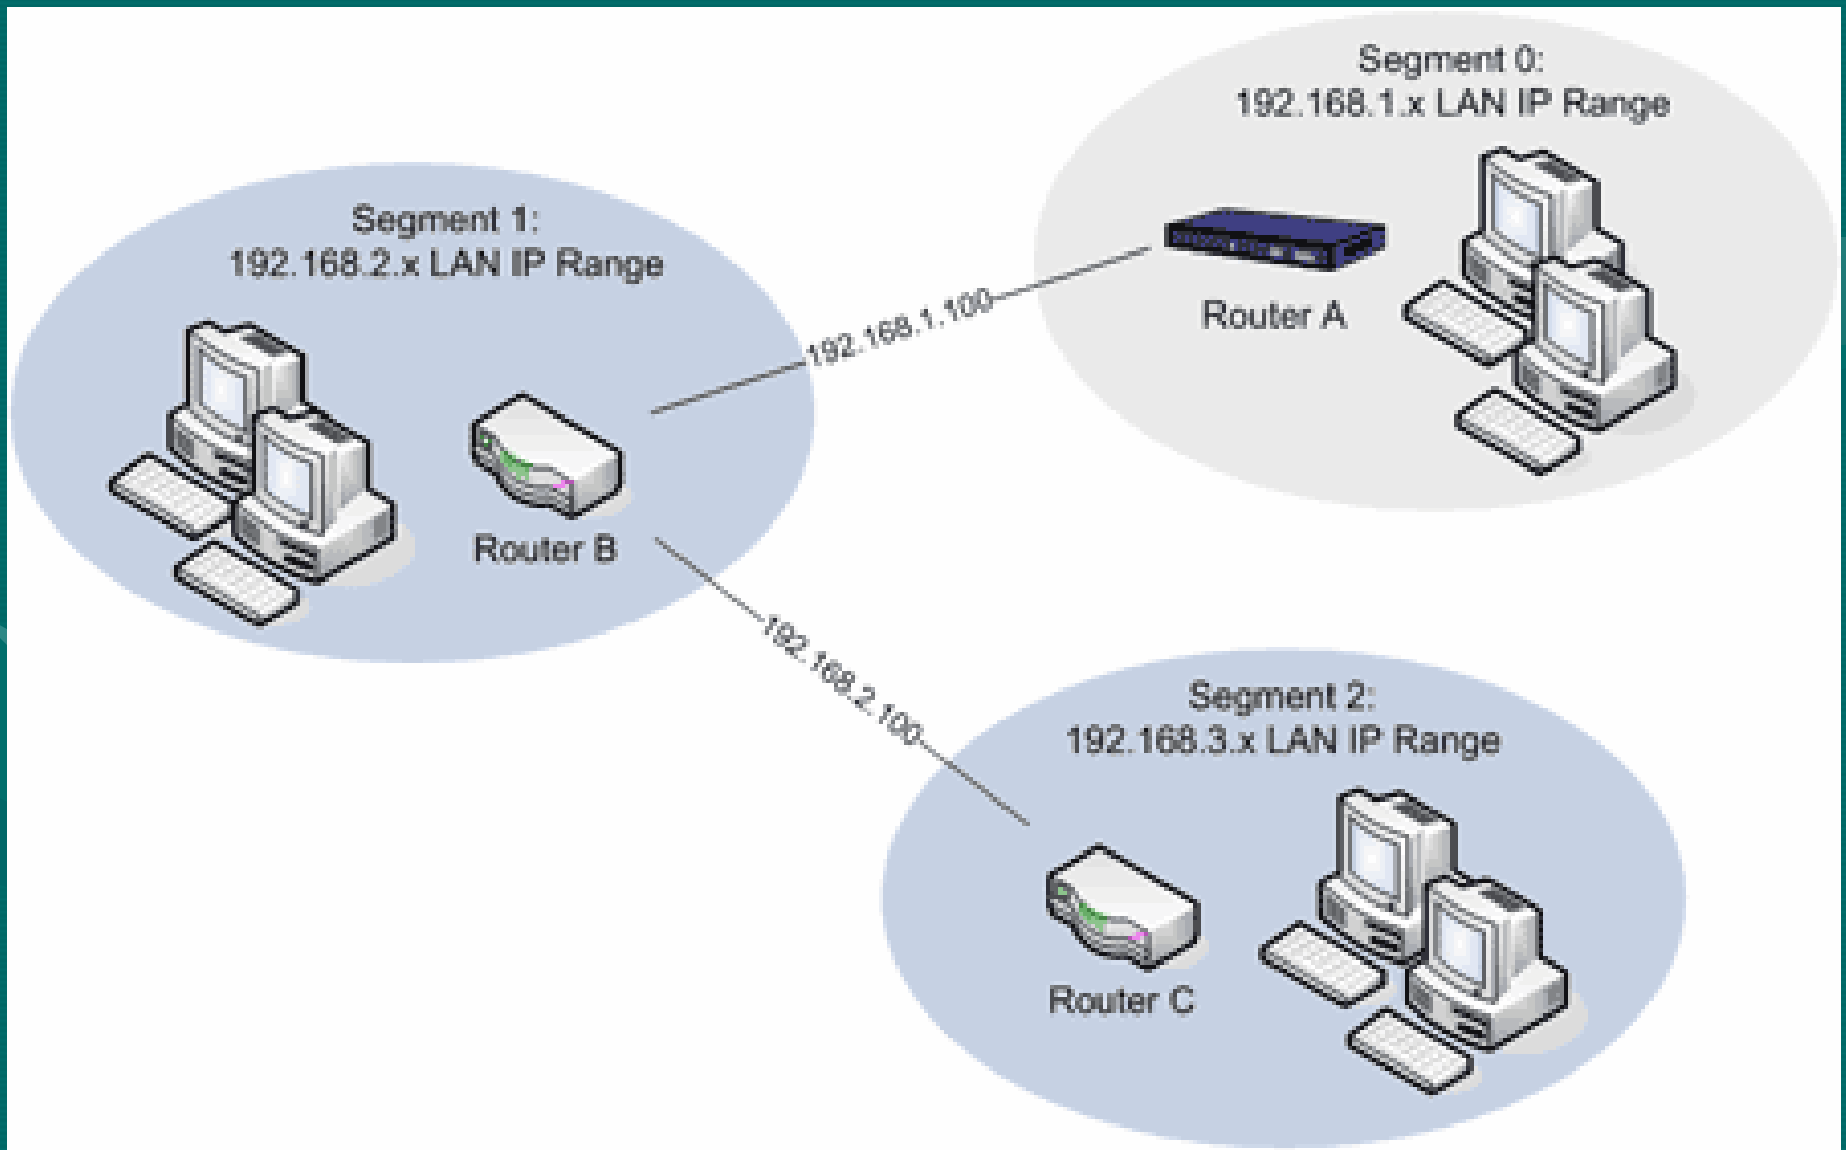 Segment 0:
192.168.1.x LAN IP Range
Router A
Segment 1:
192.168.2.x LAN IP Range
Router B
192.168.1.100
192.168.2.100
Segment 2:
192.168.3.x LAN IP Range
Router C